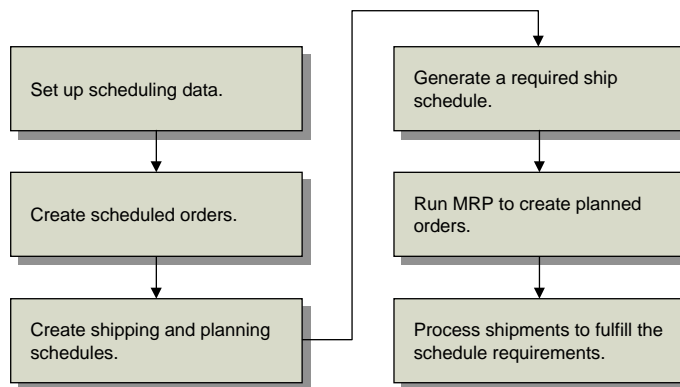 Set up scheduling data.
Create scheduled orders.
Create shipping and planning
schedules.
Generate a required ship
schedule.
Run MRP to create planned
orders.
Process shipments to fulfill the
schedule requirements.